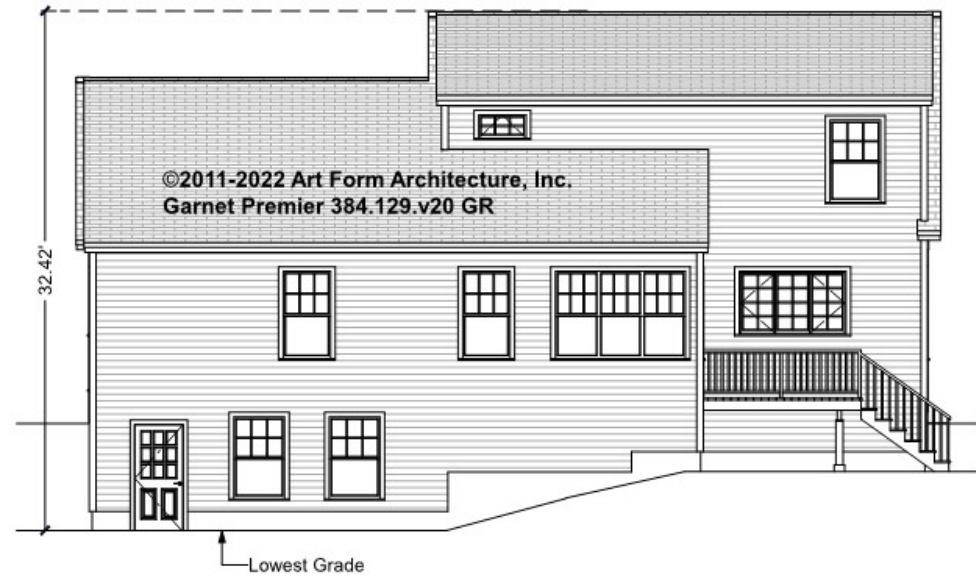 ©2011-2022 Art Form Architecture, Inc.
Garnet Premier 384.129.v20 GR
32.42'
Lowest Grade